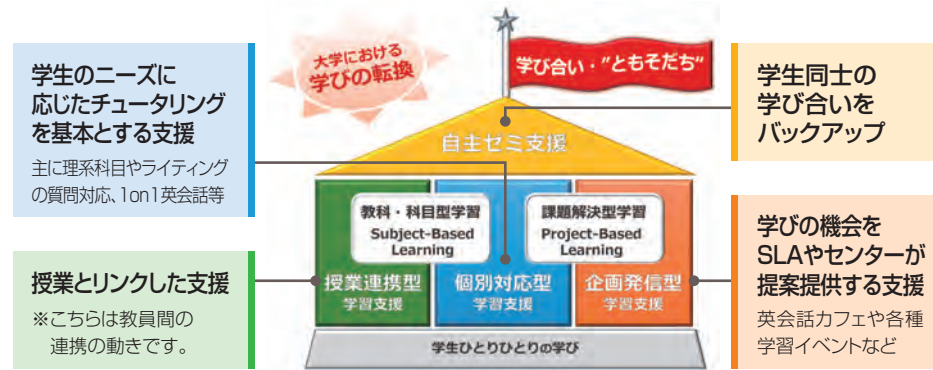 学生のニーズに
応じたチュータリング
を基本とする支援
主に理系科目やライティング
の質問対応、1on1英会話等
授業とリンクした支援
※こちらは教員間の
連携の動きです。
大学における
学びの転換
学び合い・"ともそだち"
自主ゼミ支援
教科・科目型学習
Subject-Based
Learning
課題解決型学習
Project-Based
Learning
授業連携型
学習支援
個別対応型
学習支援
企画発信型
学習支援
学生ひとりひとりの学び
学生同士の
学び合いを
バックアップ
学びの機会を
SLAやセンターが
提案提供する支援
英会話カフェや各種
学習イベントなど